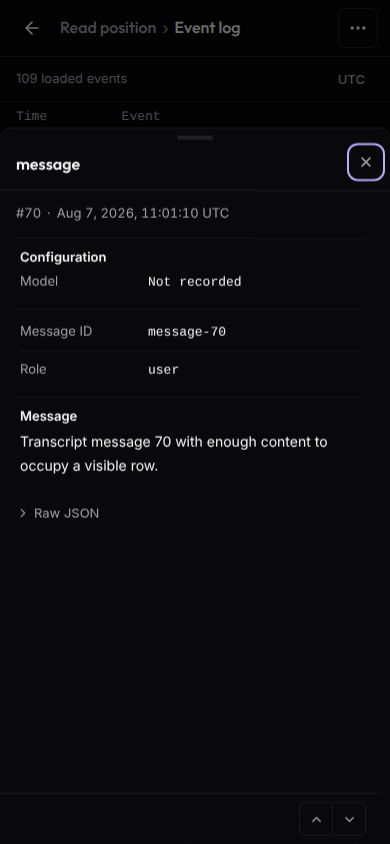 Read position › Event log
109 loaded events UTC
Time Event
message
#70 · Aug 7, 2026, 11:01:10 UTC
Configuration
Model Not recorded
Message ID message-70
Role user
Message
Transcript message 70 with enough content to
occupy a visible row.
Raw JSON